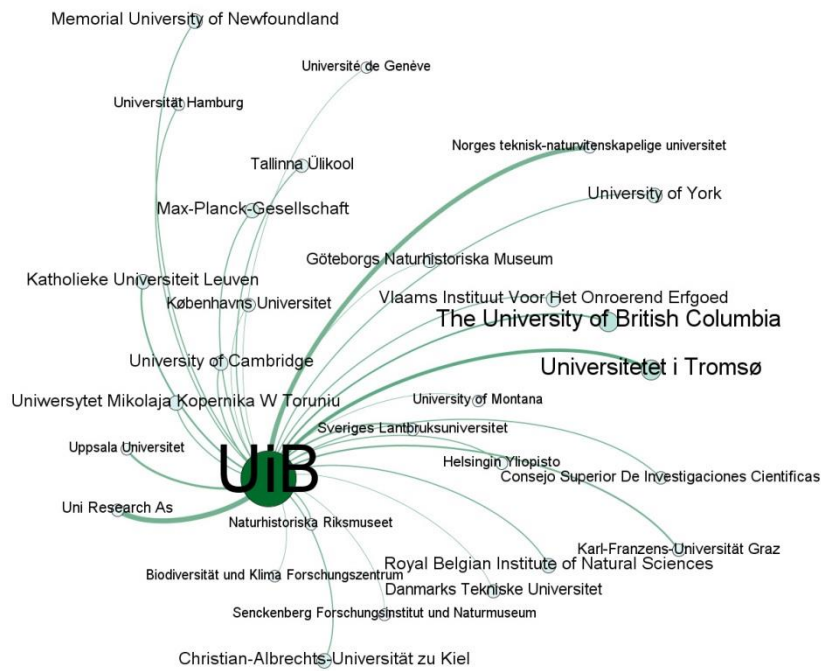 Memorial University of Newfoundland
Université de Genève
Universität Hamburg
Norges teknisk-naturvitenskapelige universitet
Tallinna Ülikool
University of York
Max-Planck-Gesellschaft
Göteborgs Naturhistoriska Museum
Katholieke Universiteit Leuven
Københavns Universitet
Vlaams Instituut Voor Het Onroerend Erfgoed
The University of British Columbia
University of Cambridge
Universitetet i Tromsø
Uniwersytet Mikolaja Kopernika W Toruniu
University of Montana
Sveriges Lantbruksuniversitet
Uppsala Universitet
UiB
Helsingin Yliopisto
Consejo Superior De Investigaciones Cientificas
Uni Research As
Naturhistoriska Riksmuseet
Karl-Franzens-Universität Graz
Royal Belgian Institute of Natural Sciences
Biodiversität und Klima Forschungszentrum
Danmarks Tekniske Universitet
Senckenberg Forschungsinstitut und Naturmuseum
Christian-Albrechts-Universität zu Kiel